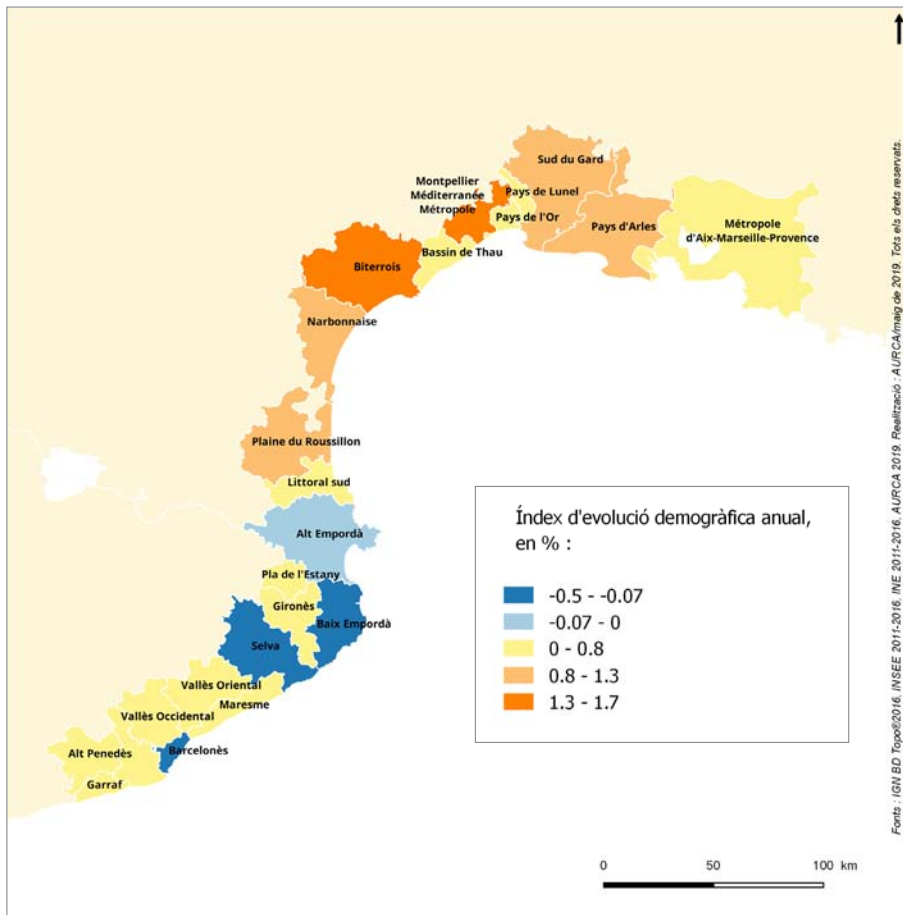 Sud du Gard
Montpellier
Méditerranée
Métropole
Pays de Lunel
Pays de l'Or
Pays d'Arles
Métropole
d'Aix-Marseille-Provence
Bassin de Thau
Biterrois
Narbonnaise
Plaine du Roussillon
Littoral sud
Alt Empordà
Pla de l'Estany
Gironès
Baix Empordà
Selva
Vallès Oriental
Maresme
Vallès Occidental
Barcelonès
Alt Penedès
Garraf
Índex d'evolució demogràfica anual,
en % :
-0.5 - -0.07
-0.07 - 0
0 - 0.8
0.8 - 1.3
1.3 - 1.7
0 50 100 km
Fonts : IGN BD Topo®2016, INSEE 2011-2016, INE 2011-2016, AURCA 2019. Realització : AURCA/maig de 2019. Tots els drets reservats.